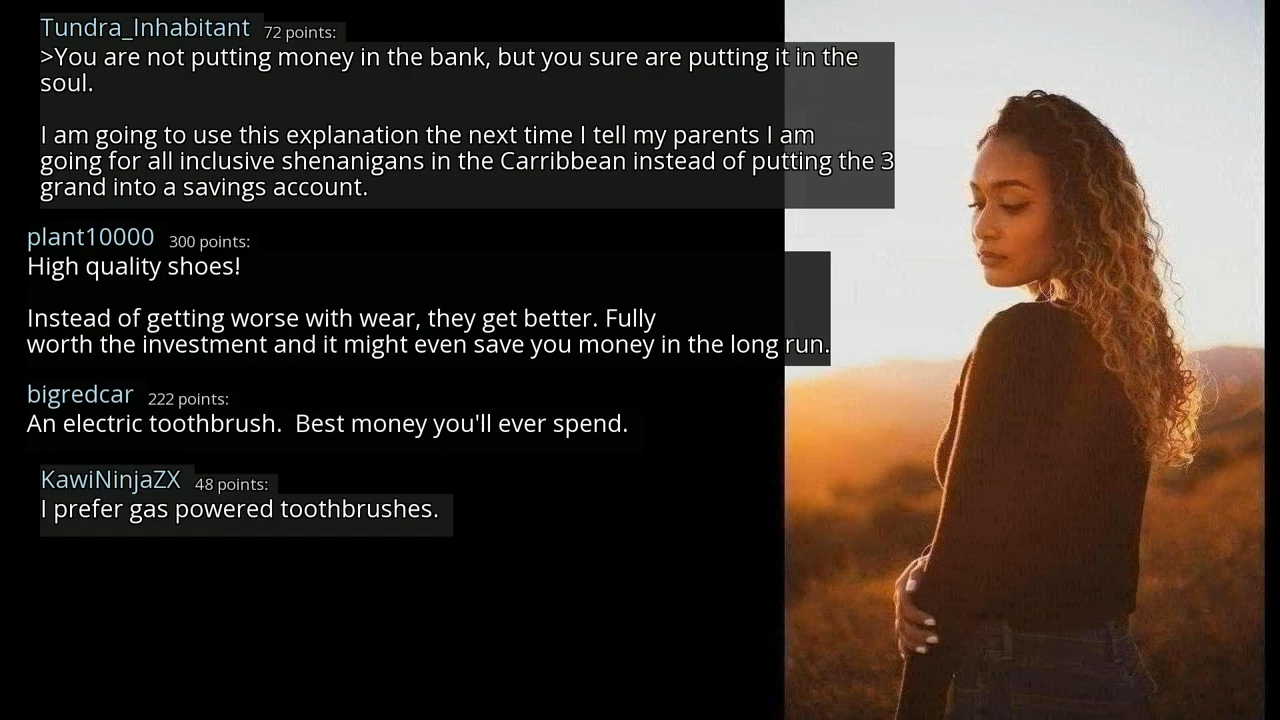 Tundra_Inhabitant 72 points:
>You are not putting money in the bank, but you sure are putting it in the
soul.
I am going to use this explanation the next time I tell my parents I am
going for all inclusive shenanigans in the Carribbean instead of putting the 3
grand into a savings account.
plant10000 300 points:
High quality shoes!
Instead of getting worse with wear, they get better. Fully
worth the investment and it might even save you money in the long run.
bigredcar 222 points:
An electric toothbrush.  Best money you'll ever spend.
KawiNinjaZX 48 points:
I prefer gas powered toothbrushes.